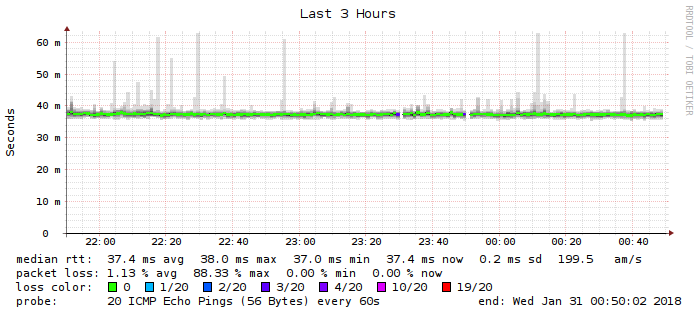 Last 3 Hours
RRDTOOL / TOBI OETIKER
Seconds
60 m
50 m
40 m
30 m
20 m
10 m
0
22:00 22:20 22:40 23:00 23:20 23:40 00:00 00:20 00:40
median rtt: 37.4 ms avg 38.0 ms max 37.0 ms min 37.4 ms now 0.2 ms sd 199.5 am/s
packet loss: 1.13 % avg 88.33 % max 0.00 % min 0.00 % now
loss color: 0 1/20 2/20 3/20 4/20 10/20 19/20
probe: 20 ICMP Echo Pings (56 Bytes) every 60s end: Wed Jan 31 00:50:02 2018